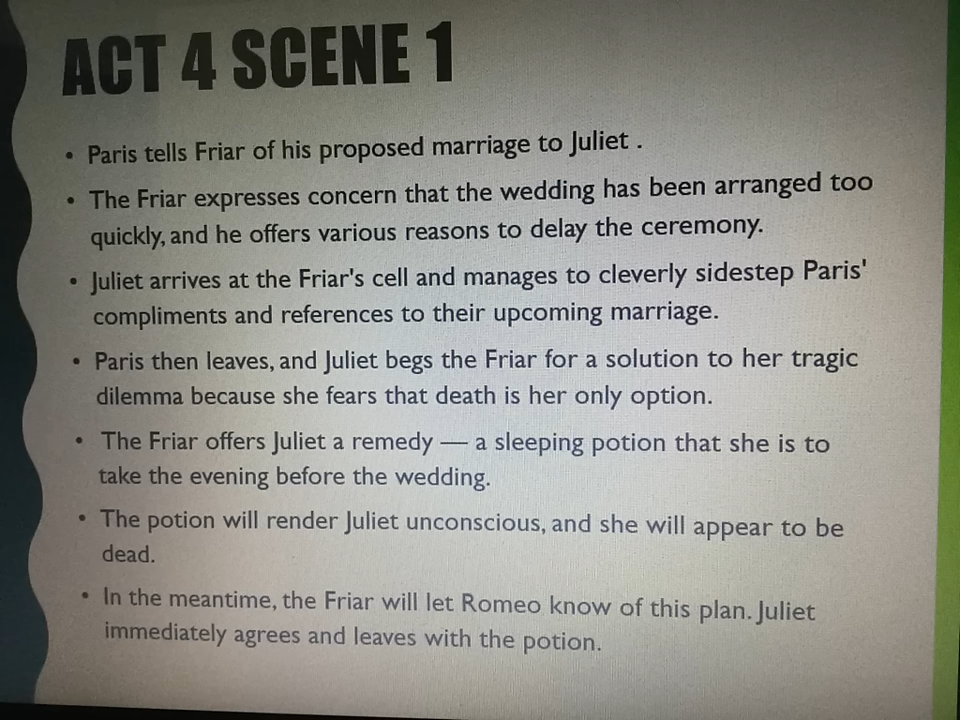 ACT 4 SCENE 1
• Paris tells Friar of his proposed marriage to Juliet .
• The Friar expresses concern that the wedding has been arranged too
quickly, and he offers various reasons to delay the ceremony.
• Juliet arrives at the Friar's cell and manages to cleverly sidestep Paris'
compliments and references to their upcoming marriage.
• Paris then leaves, and Juliet begs the Friar for a solution to her tragic
dilemma because she fears that death is her only option.
• The Friar offers Juliet a remedy — a sleeping potion that she is to
take the evening before the wedding.
• The potion will render Juliet unconscious, and she will appear to be
dead.
• In the meantime, the Friar will let Romeo know of this plan. Juliet
immediately agrees and leaves with the potion.